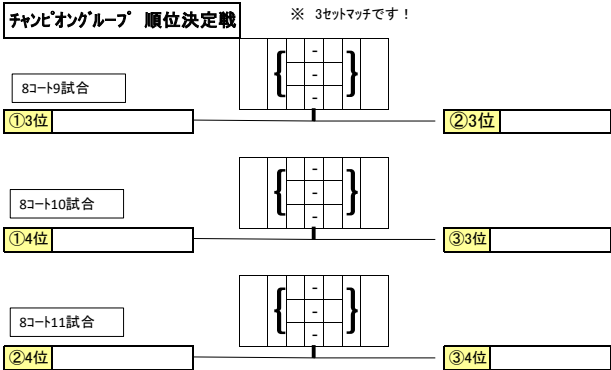 チャンピオングループ 順位決定戦
※ 3セットマッチです！
-
-
-
8コート9試合
①3位
②3位
-
-
-
8コート10試合
①4位
③3位
-
-
-
8コート11試合
②4位
③4位